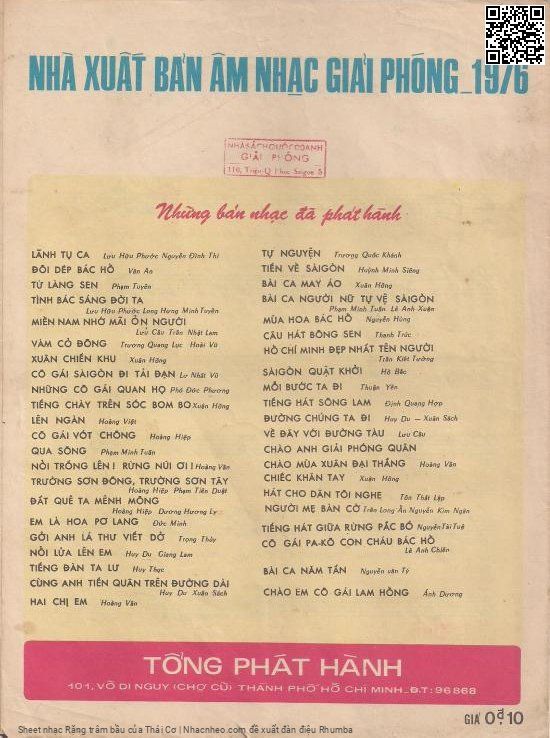 NHÀ XUẤT BẢN ÂM NHẠC GIẢI PHÓNG_1976
NHÀ SÁCH QUỐC DOANH
GIẢI PHÓNG
Những bản nhạc đã phát hành
LÃNH TỤ CA Lưu Hữu Phước Nguyễn Đình Thi
ĐÔI DÉP BÁC HỒ Văn An
TỪ LÀNG SEN Phạm Tuyên
TÌNH BÁC SÁNG ĐỜI TA
Lưu Hữu Phước Long Hưng Minh Tuyền
MIỀN NAM NHỚ MÃI ƠN NGƯỜI
Lưu Cầu Trần Nhật Lam
VÀM CỎ ĐÔNG Trương Quang Lục Hoài Vũ
XUÂN CHIẾN KHU Xuân Hồng
CÔ GÁI SAIGÒN ĐI TẢI ĐẠN Lư Nhất Vũ
NHỮNG CÔ GÁI QUAN HỌ Phó Đức Phương
TIẾNG CHÀY TRÊN SÓC BOM BO Xuân Hồng
LÊN NGÀN Hoàng Việt
CÔ GÁI VÓT CHÔNG Hoàng Hiệp
QUA SÔNG Phạm Minh Tuấn
NỔI TRỐNG LÊN ! RỪNG NÚI ƠI ! Hoàng Vân
TRƯỜNG SƠN ĐÔNG, TRƯỜNG SƠN TÂY
Hoàng Hiệp Phạm Tiến Duật
ĐẤT QUÊ TA MÊNH MÔNG
Hoàng Hiệp Dương Hương Ly
EM LÀ HOA PƠ LANG Đức Minh
GỞI ANH LÁ THƯ VIẾT DỞ Trọng Thủy
NỔI LỬA LÊN EM Huy Du Giang Lam
TIẾNG ĐÀN TA LƯ Huy Thục
CÙNG ANH TIẾN QUÂN TRÊN ĐƯỜNG DÀI
Huy Du Xuân Sách
HAI CHỊ EM Hoàng Vân
TỰ NGUYỆN Trương Quốc Khánh
TIẾN VỀ SÀIGÒN Huỳnh Minh Siêng
BÀI CA MAY ÁO Xuân Hồng
BÀI CA NGƯỜI NỮ TỰ VỆ SÀIGÒN
Phạm Minh Tuấn Lê Anh Xuân
MÙA HOA BÁC HỒ Nguyễn Hùng
CÂU HÁT BÔNG SEN Thanh Trúc
HỒ CHÍ MINH ĐẸP NHẤT TÊN NGƯỜI
Trần Kiết Tường
SÀIGÒN QUẬT KHỞI Hồ Bắc
MỖI BƯỚC TA ĐI Thuận Yến
TIẾNG HÁT SÔNG LAM Đinh Quang Hợp
ĐƯỜNG CHÚNG TA ĐI Huy Du – Xuân Sách
VỀ ĐÂY VỚI ĐƯỜNG TÀU Lưu Cầu
CHÀO ANH GIẢI PHÓNG QUÂN
CHÀO MÙA XUÂN ĐẠI THẮNG Hoàng Vân
CHIẾC KHĂN TAY Xuân Hồng
HÁT CHO DÂN TÔI NGHE Tôn Thất Lập
NGƯỜI MẸ BÀN CỜ Trần Long Ẩn Nguyễn Kim Ngân
TIẾNG HÁT GIỮA RỪNG PẮC BÓ Nguyễn Tài Tuệ
CÔ GÁI PA-KÔ CON CHÁU BÁC HỒ
Lê Anh Chiến
BÀI CA NĂM TẤN Nguyễn văn Tý
CHÀO EM CÔ GÁI LAM HỒNG Ánh Dương
TỔNG PHÁT HÀNH
101, VÕ DI NGUY (CHỢ CŨ) THÀNH PHỐ HỒ CHÍ MINH_Đ.T: 96868
GIÁ 0đ10
Sheet nhạc Rặng trâm bầu của Thái Cơ | Nhacnheo.com đề xuất đàn điệu Rhumba